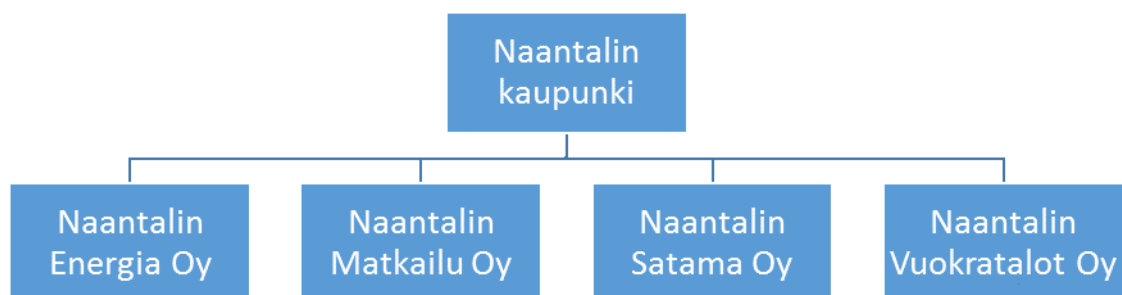 Naantalin
kaupunki
Naantalin
Energia Oy
Naantalin
Matkailu Oy
Naantalin
Satama Oy
Naantalin
Vuokratalot Oy